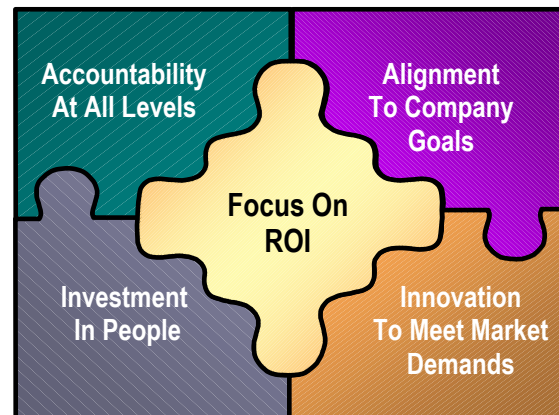 Accountability
At All Levels
Alignment
To Company
Goals
Focus On
ROI
Investment
In People
Innovation
To Meet Market
Demands